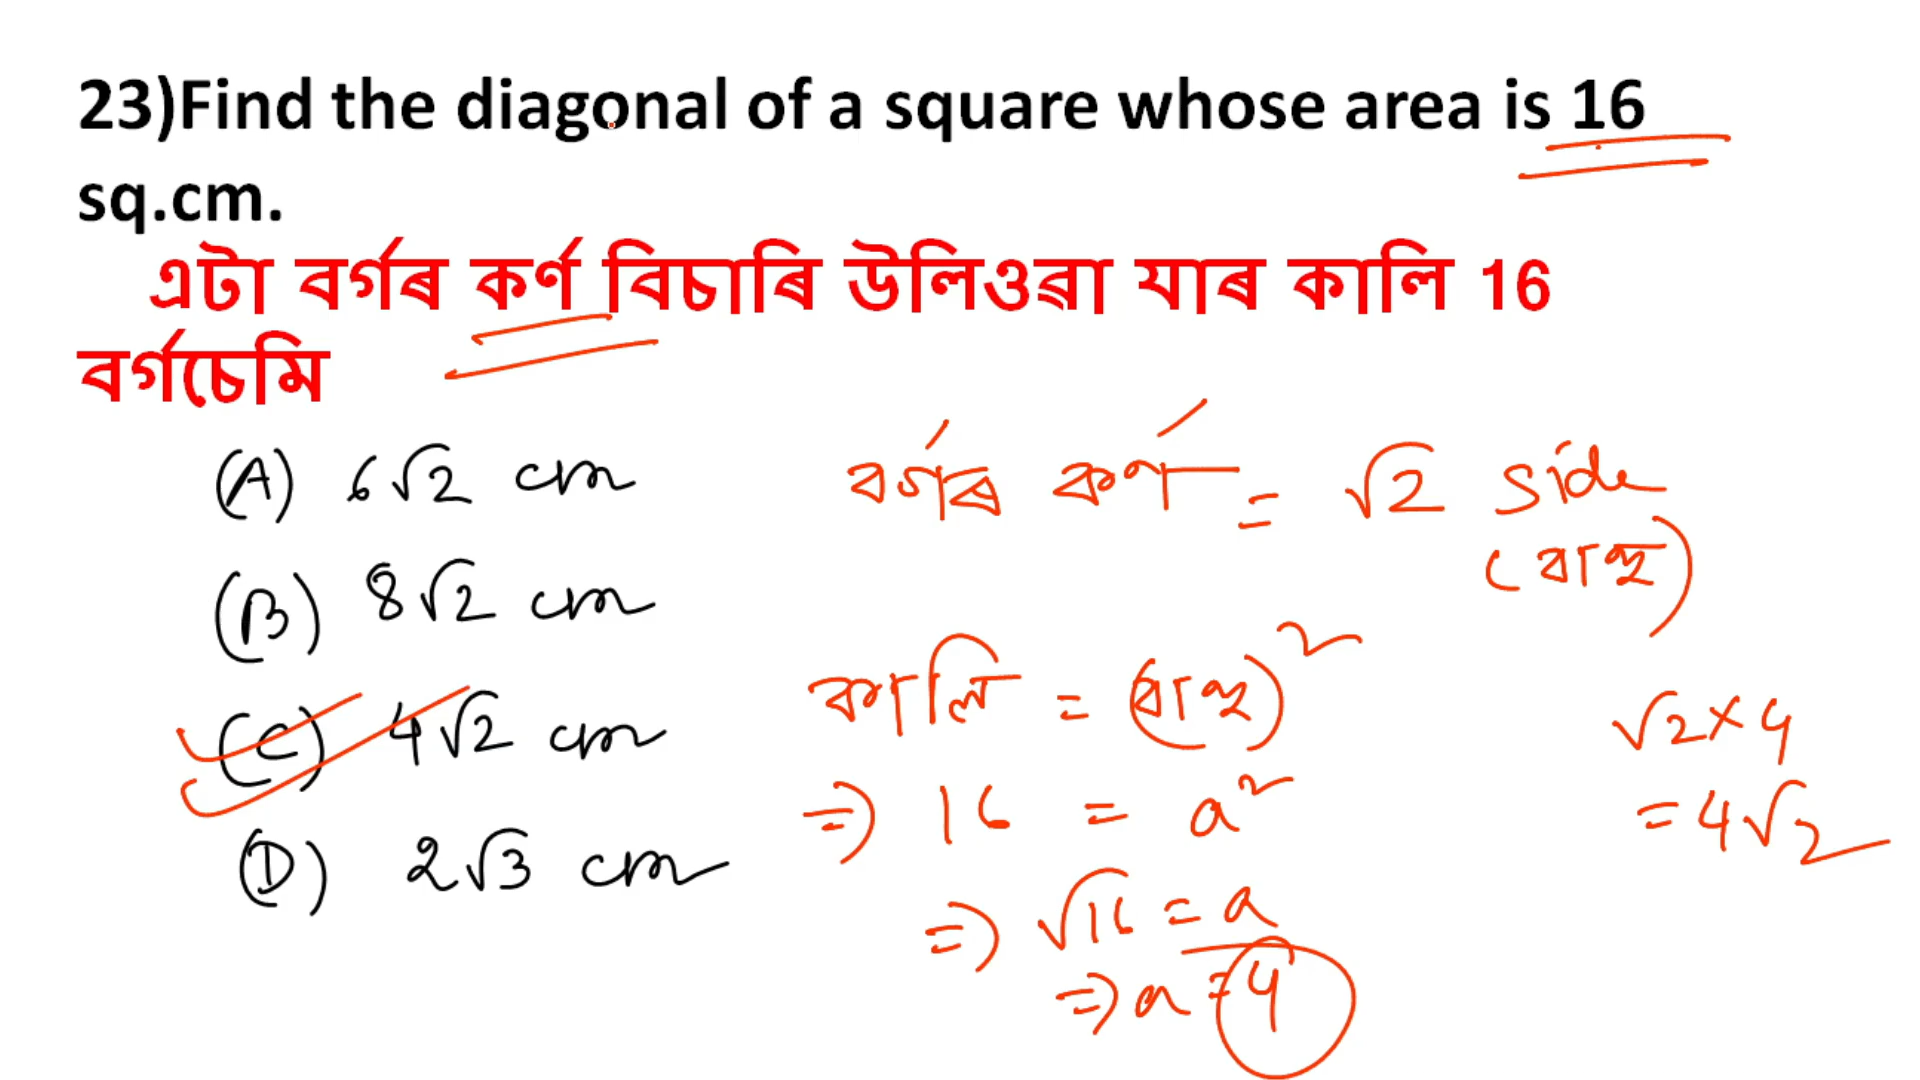 23)Find the diagonal of a square whose area is 16
sq.cm.
এটা বৰ্গৰ কৰ্ণ বিচাৰি উলিওৱা যাৰ কালি 16
বৰ্গচেমি
(A) 6√2 cm
(B) 8√2 cm
(C) 4√2 cm
(D) 2√3 cm
বৰ্গৰ কৰ্ণ = √2 side
(বাহু)
কালি = (বাহু)²
⇒ 16 = a²
⇒ √16 = a
⇒ a = 4
√2 × 4
= 4√2